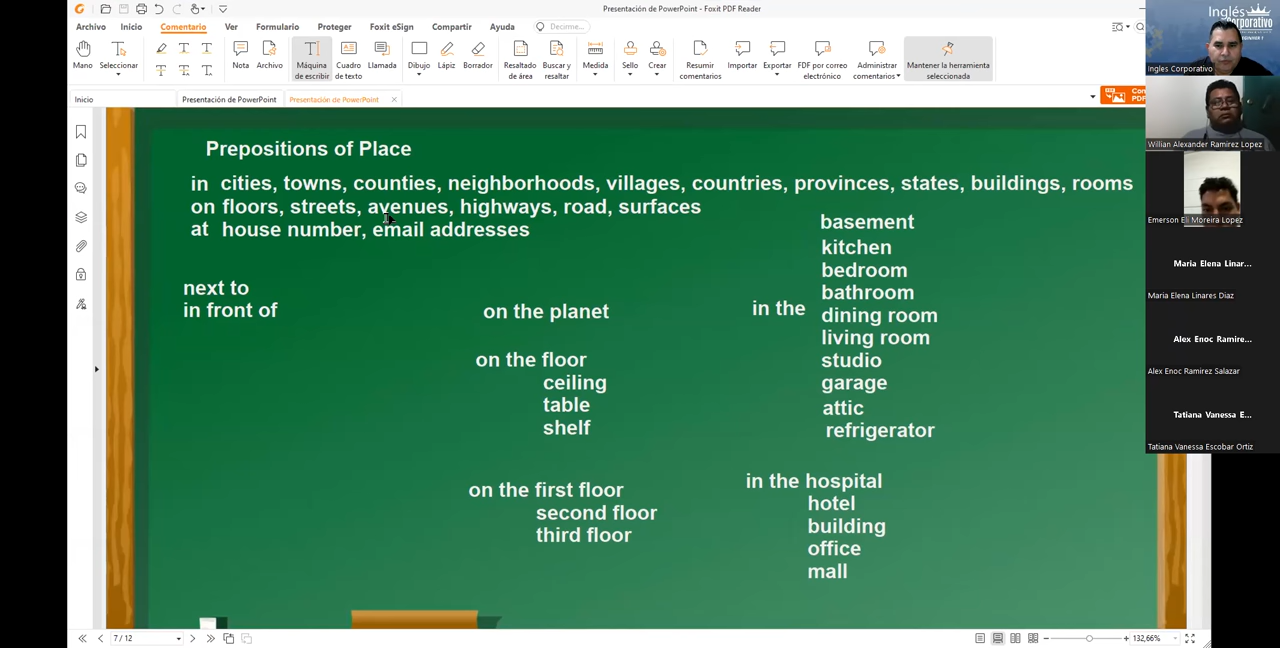 Presentación de PowerPoint - Foxit PDF Reader
Archivo Inicio Comentario Ver Formulario Proteger Foxit eSign Compartir Ayuda Decirme...
Mano
Seleccionar
Nota
Archivo
Máquina de escribir
Cuadro de texto
Llamada
Dibujo
Lápiz
Borrador
Resaltado de área
Buscar y resaltar
Medida
Sello
Crear
Resumir comentarios
Importar
Exportar
FDF por correo electrónico
Administrar comentarios
Mantener la herramienta seleccionada
Inicio
Presentación de PowerPoint
Presentación de PowerPoint
Prepositions of Place
in cities, towns, counties, neighborhoods, villages, countries, provinces, states, buildings, rooms
on floors, streets, avenues, highways, road, surfaces
at house number, email addresses
next to
in front of
on the planet
on the floor
ceiling
table
shelf
on the first floor
second floor
third floor
in the
basement
kitchen
bedroom
bathroom
dining room
living room
studio
garage
attic
refrigerator
in the hospital
hotel
building
office
mall
7 / 12
132,66%
Inglés
Corporativo
Ingles Corporativo
Willian Alexander Ramirez Lopez
Emerson Eli Moreira Lopez
Maria Elena Linar...
Maria Elena Linares Diaz
Alex Enoc Ramire...
Alex Enoc Ramirez Salazar
Tatiana Vanessa E...
Tatiana Vanessa Escobar Ortiz